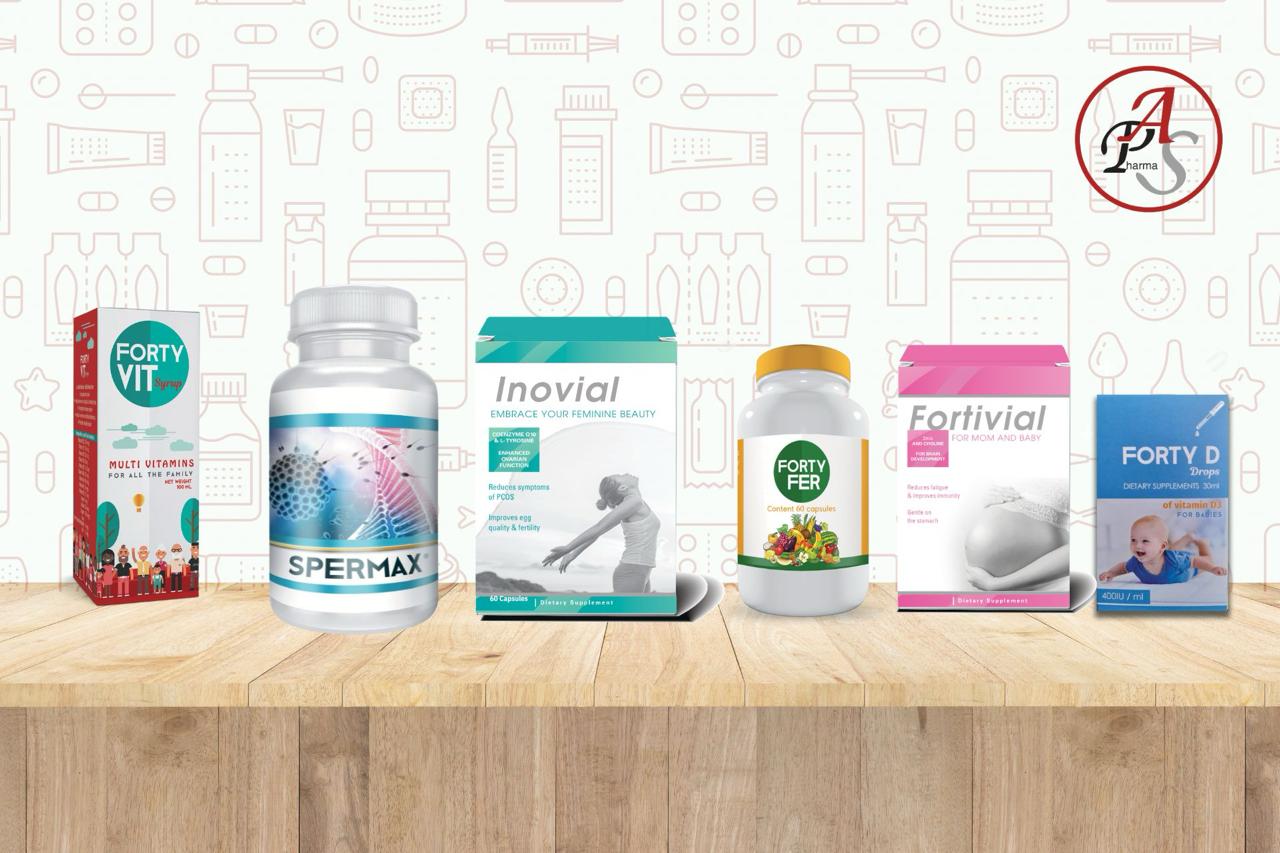 APS
Pharma
FORTY
VIT
Syrup
MULTI VITAMINS
FOR ALL THE FAMILY
NET WEIGHT
100 ML
FORTY
VIT
SPERMAX®
Inovial
EMBRACE YOUR FEMININE BEAUTY
COENZYME Q10
& L-TYROSINE
ENHANCED
OVARIAN
FUNCTION
Reduces symptoms
of PCOS
Improves egg
quality & fertility
60 Capsules | Dietary Supplement
FORTY
FER
Content 60 capsules
Fortivial
FOR MOM AND BABY
AND CHOLINE
FOR BRAIN
DEVELOPMENT
Reduces fatigue
& improves immunity
Gentle on
the stomach
Dietary Supplement
FORTY D
Drops
DIETARY SUPPLEMENTS 30ml
of vitamin D3
FOR BABIES
400IU / ml